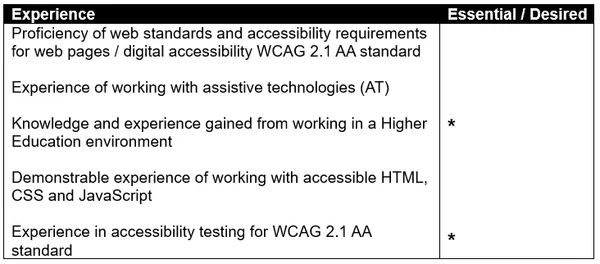 Experience Essential / Desired
Proficiency of web standards and accessibility requirements
for web pages / digital accessibility WCAG 2.1 AA standard
Experience of working with assistive technologies (AT)
Knowledge and experience gained from working in a Higher *
Education environment
Demonstrable experience of working with accessible HTML,
CSS and JavaScript
Experience in accessibility testing for WCAG 2.1 AA *
standard